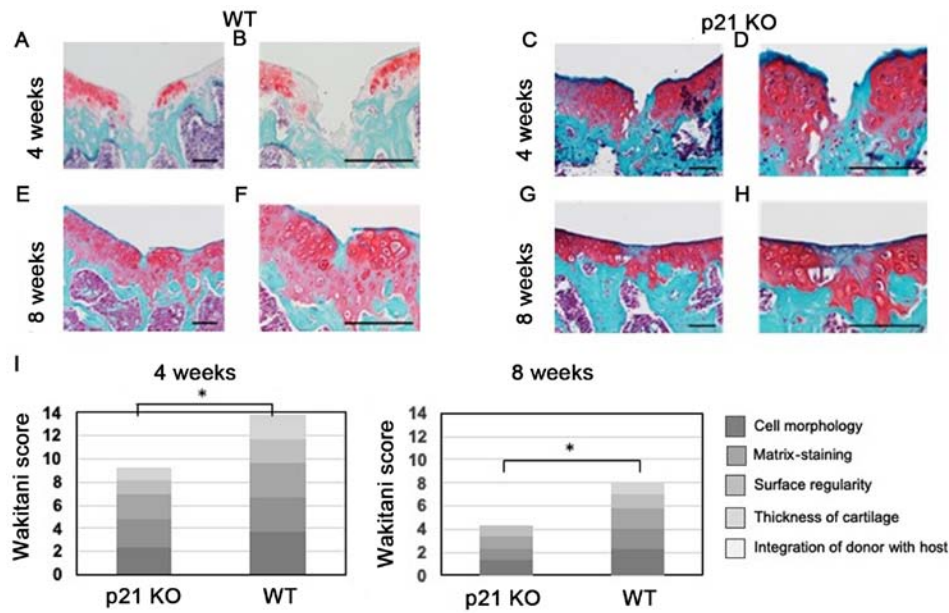 WT
p21 KO
A
B
C
D
4 weeks
4 weeks
E
F
G
H
8 weeks
8 weeks
I
4 weeks
8 weeks
*
*
Wakitani score
14
12
10
8
6
4
2
0
p21 KO
WT
Wakitani score
14
12
10
8
6
4
2
0
p21 KO
WT
Cell morphology
Matrix-staining
Surface regularity
Thickness of cartilage
Integration of donor with host